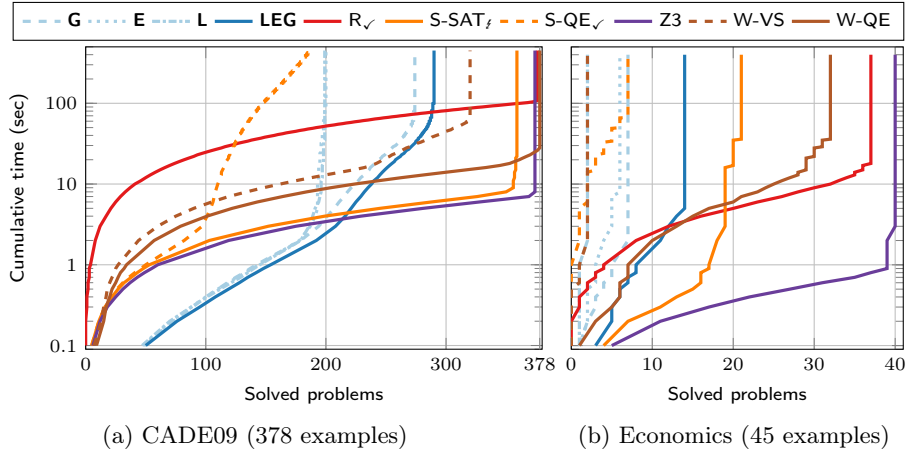 G E L LEG R✓ S-SAT𝑓 S-QE✓ Z3 W-VS W-QE
Cumulative time (sec)
100
10
1
0.1
0 100 200 300 378
Solved problems
(a) CADE09 (378 examples)
0 10 20 30 40
Solved problems
(b) Economics (45 examples)